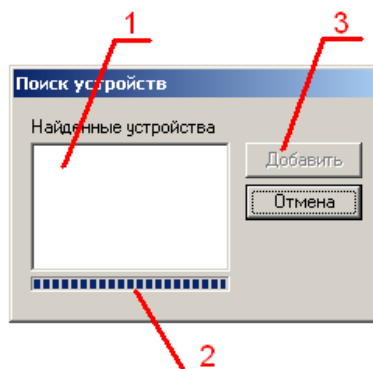 1
3
Поиск устройств
Найденные устройства
Добавить
Отмена
2